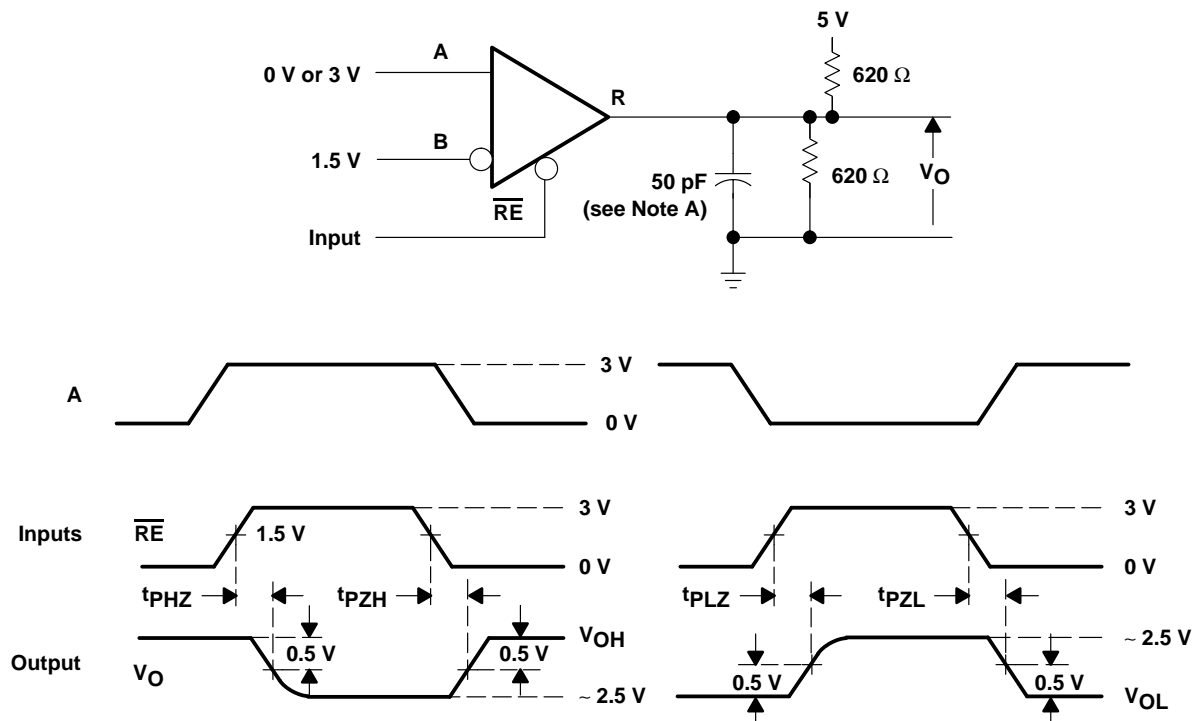 5 V
A
0 V or 3 V
620 Ω
R
B
1.5 V
VO
50 pF
(see Note A)
620 Ω
RE
Input
3 V
A
0 V
3 V
3 V
Inputs
RE
1.5 V
0 V
0 V
tPHZ
tPZH
tPLZ
tPZL
VOH
~ 2.5 V
0.5 V
0.5 V
Output
VO
0.5 V
0.5 V
~ 2.5 V
VOL